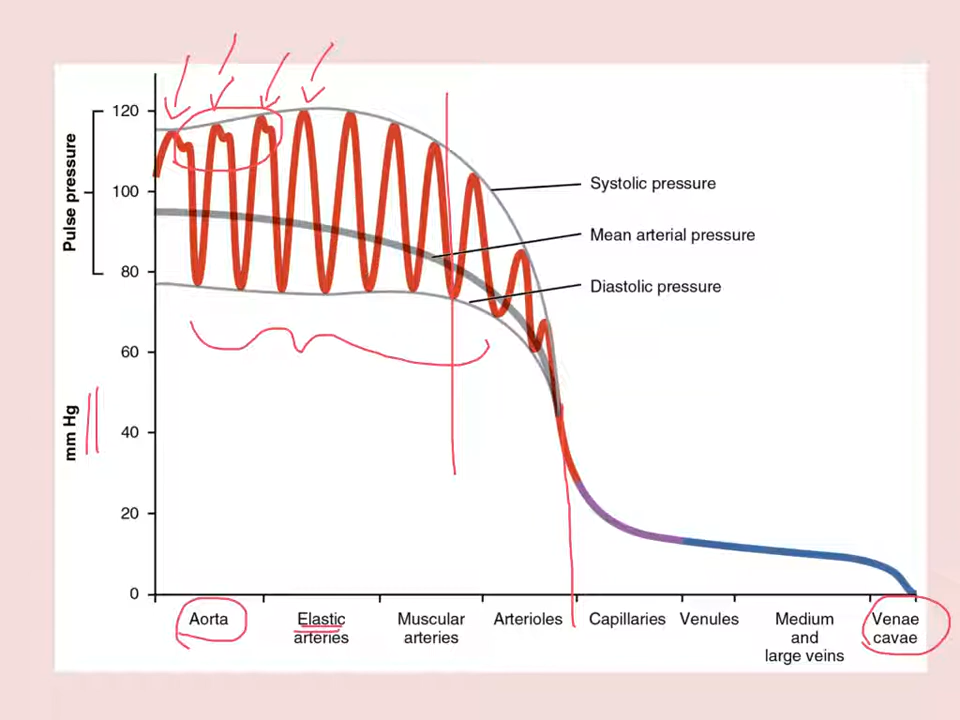 120
100
80
60
40
20
0
Pulse pressure
mm Hg
Systolic pressure
Mean arterial pressure
Diastolic pressure
Aorta
Elastic
arteries
Muscular
arteries
Arterioles
Capillaries
Venules
Medium
and
large veins
Venae
cavae